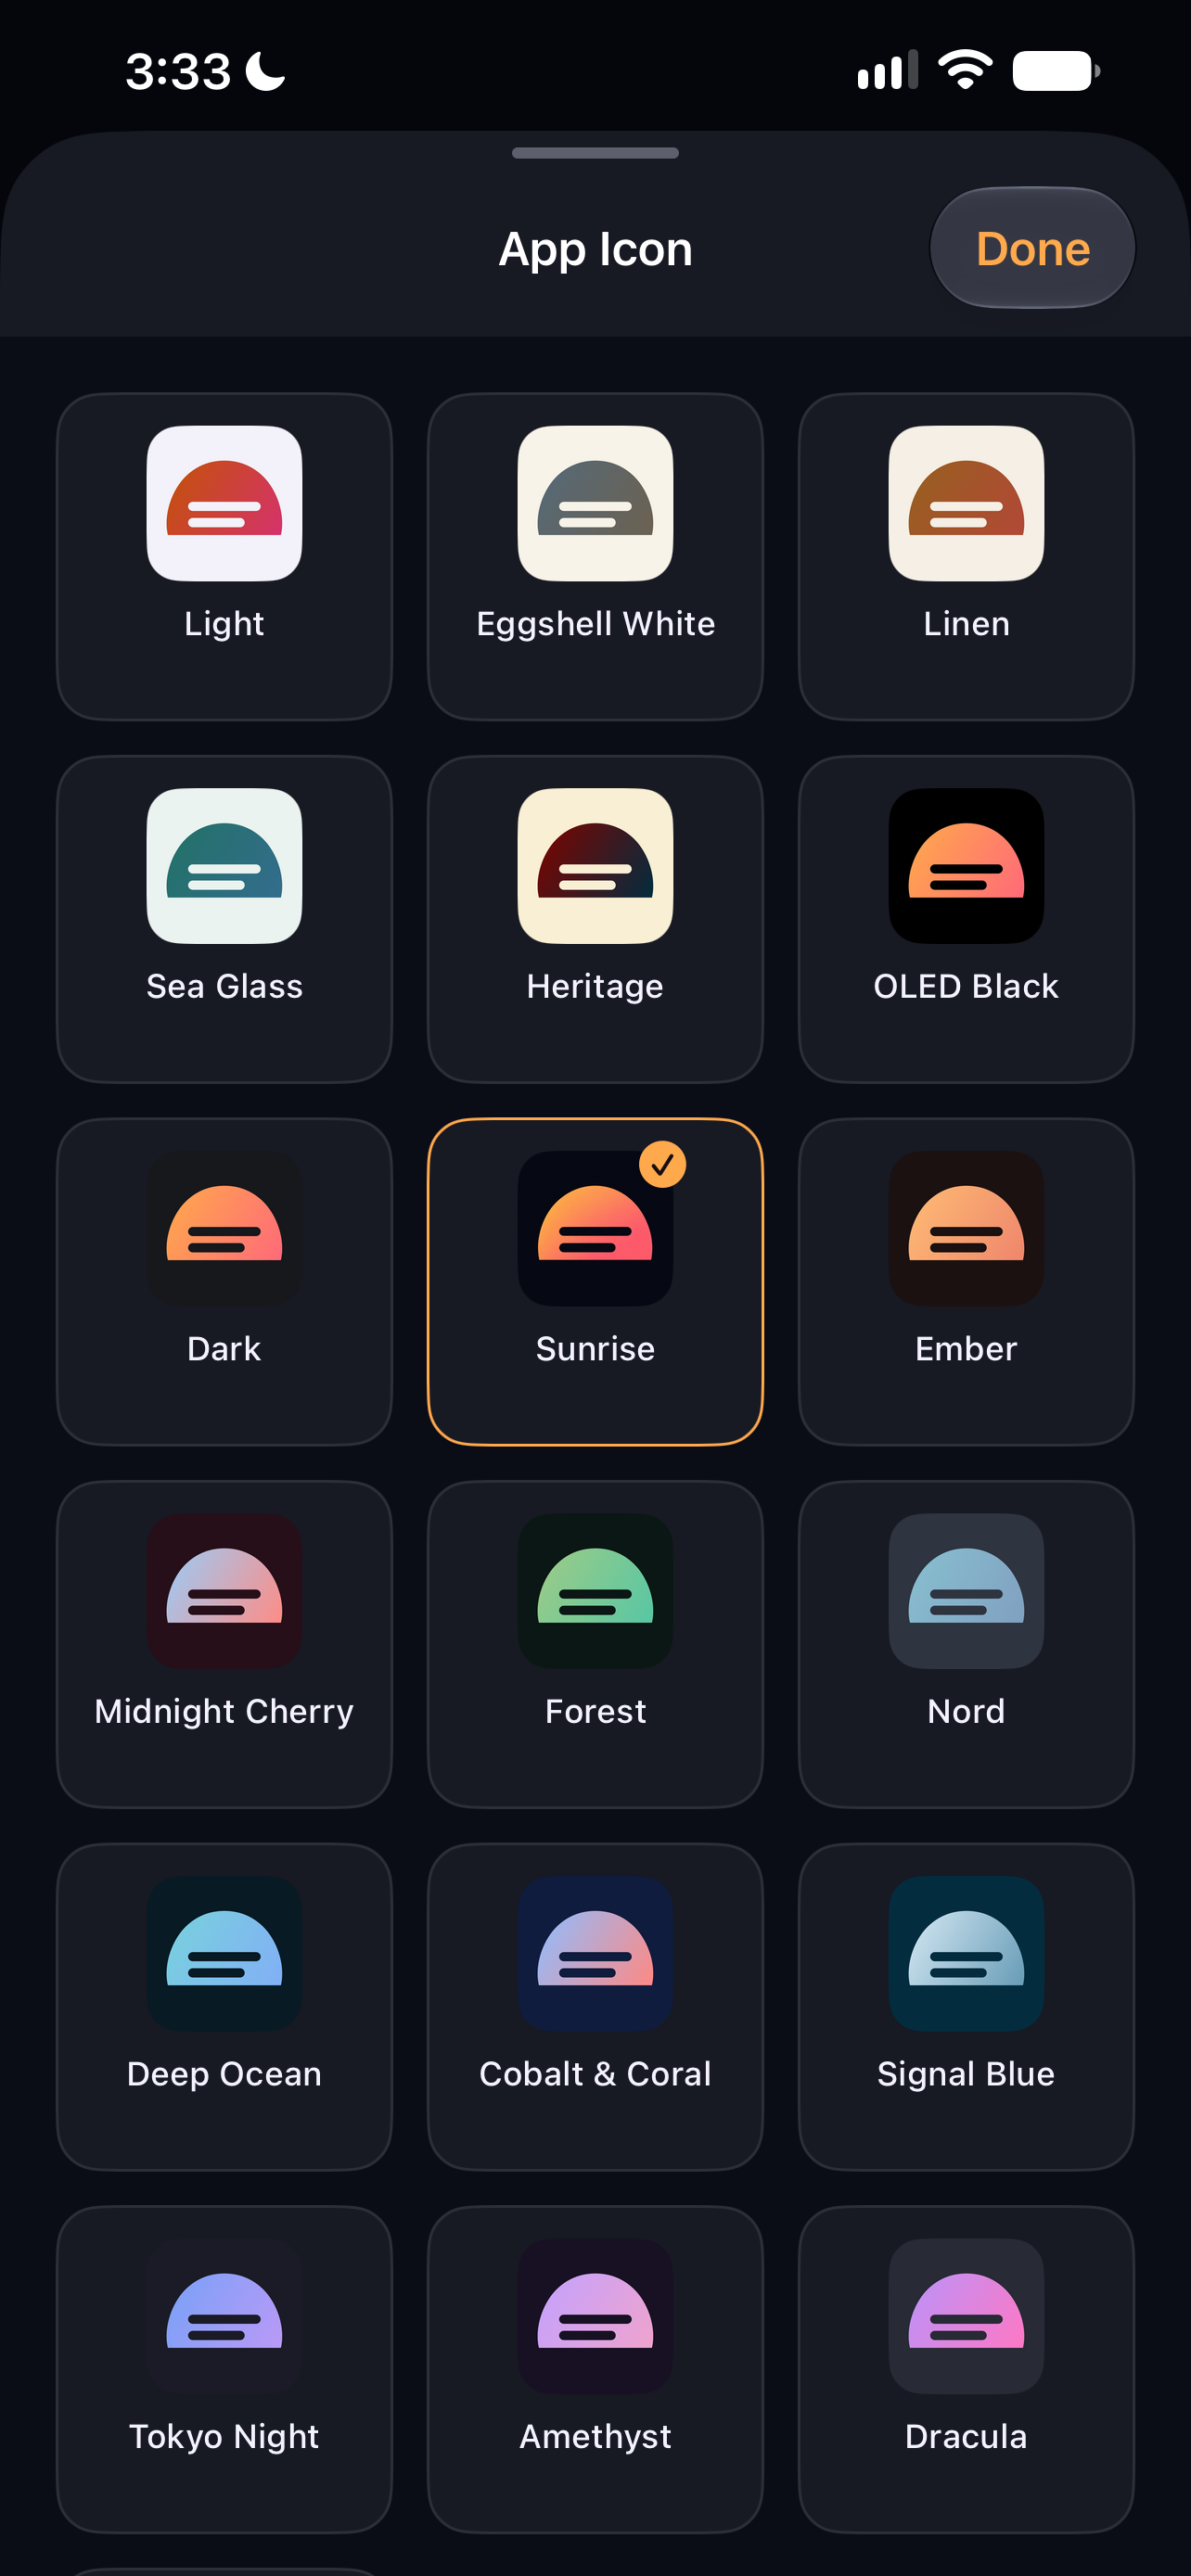 3:33
App Icon
Done
Light
Eggshell White
Linen
Sea Glass
Heritage
OLED Black
Dark
Sunrise
Ember
Midnight Cherry
Forest
Nord
Deep Ocean
Cobalt & Coral
Signal Blue
Tokyo Night
Amethyst
Dracula